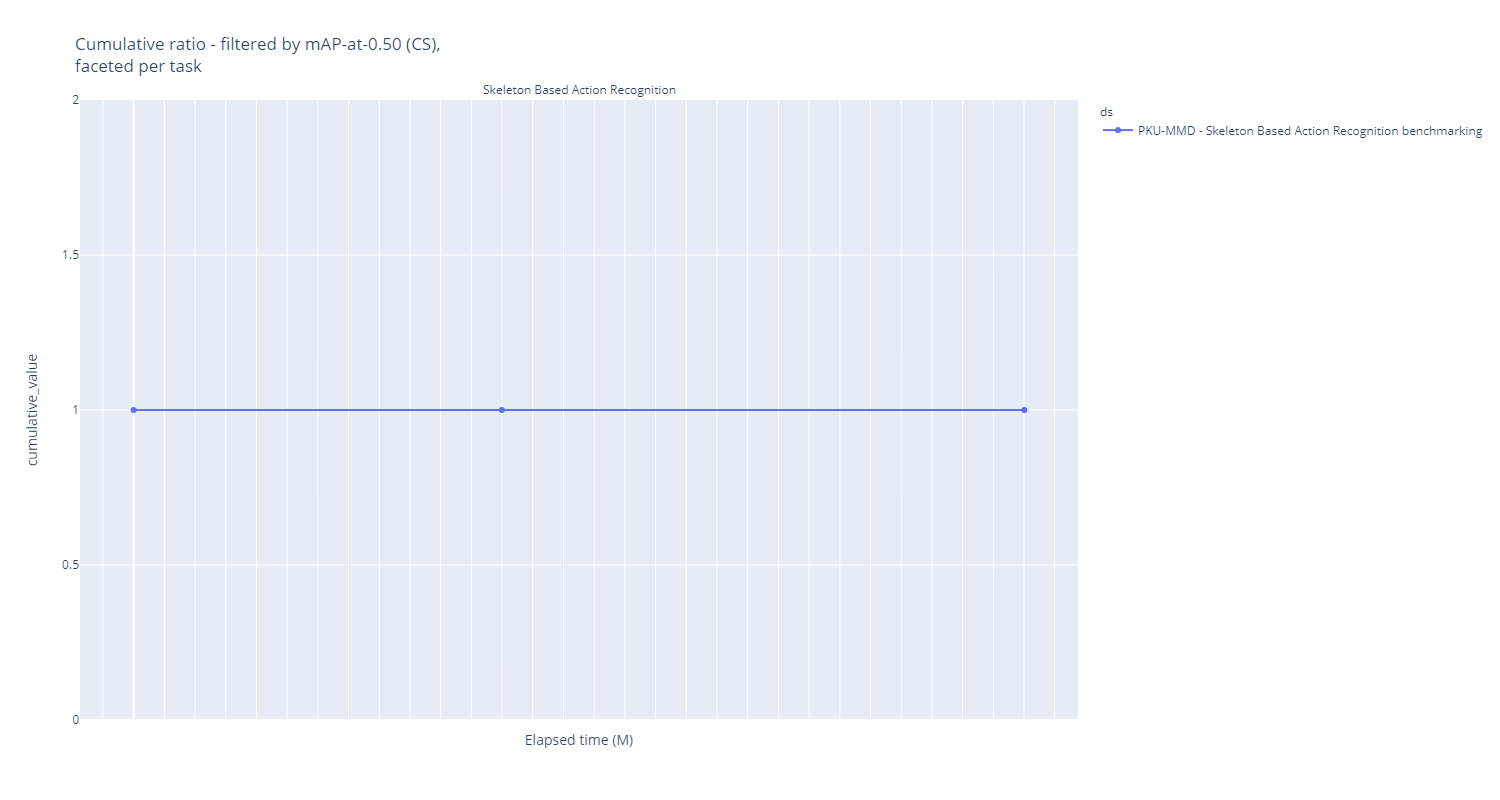 Cumulative ratio - filtered by mAP-at-0.50 (CS),
faceted per task
Skeleton Based Action Recognition
ds
PKU-MMD - Skeleton Based Action Recognition benchmarking
2
1.5
1
0.5
0
cumulative_value
Elapsed time (M)